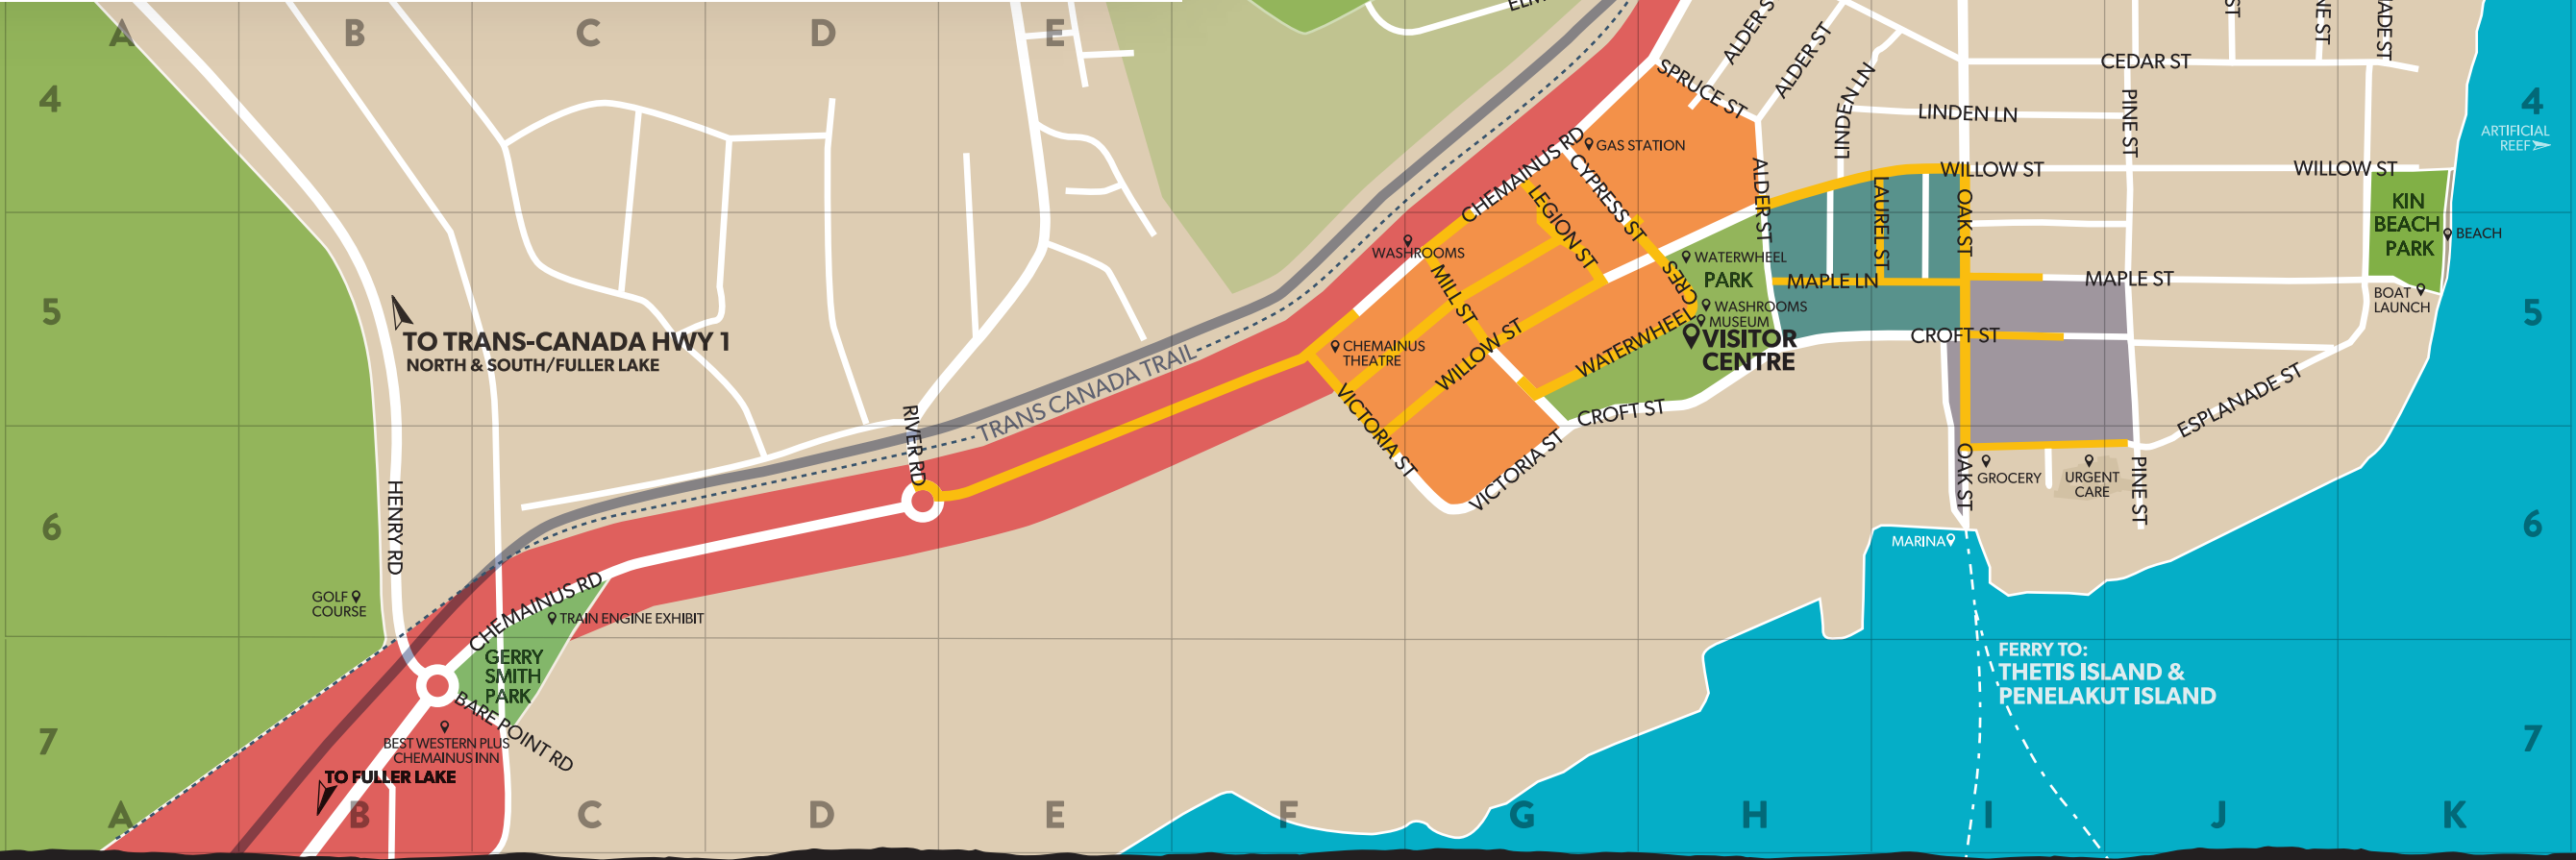 A
B
C
D
E
ALDER S
ST
NE ST
ADE ST
4
SPRUCE ST
ALDER ST
LINDEN LN
LINDEN LN
CEDAR ST
PINE ST
4
ARTIFICIAL
REEF
CHEMAINUS RD
GAS STATION
CYPRESS ST
LEGION ST
ALDER ST
WILLOW ST
WILLOW ST
LAUREL ST
OAK ST
KIN
BEACH
PARK
BEACH
WASHROOMS
MILL ST
WATERWHEEL
PARK
MAPLE LN
MAPLE ST
BOAT
LAUNCH
5
TO TRANS-CANADA HWY 1
NORTH & SOUTH/FULLER LAKE
TRANS CANADA TRAIL
CHEMAINUS
THEATRE
WILLOW ST
WATERWHEEL CRES
WASHROOMS
MUSEUM
VISITOR
CENTRE
CROFT ST
5
RIVER RD
VICTORIA ST
VICTORIA ST
CROFT ST
ESPLANADE ST
HENRY RD
OAK ST
GROCERY
URGENT
CARE
PINE ST
6
MARINA
6
GOLF
COURSE
CHEMAINUS RD
TRAIN ENGINE EXHIBIT
GERRY
SMITH
PARK
FERRY TO:
THETIS ISLAND &
PENELAKUT ISLAND
BARE POINT RD
7
BEST WESTERN PLUS
CHEMAINUS INN
TO FULLER LAKE
7
A
B
C
D
E
F
G
H
I
J
K